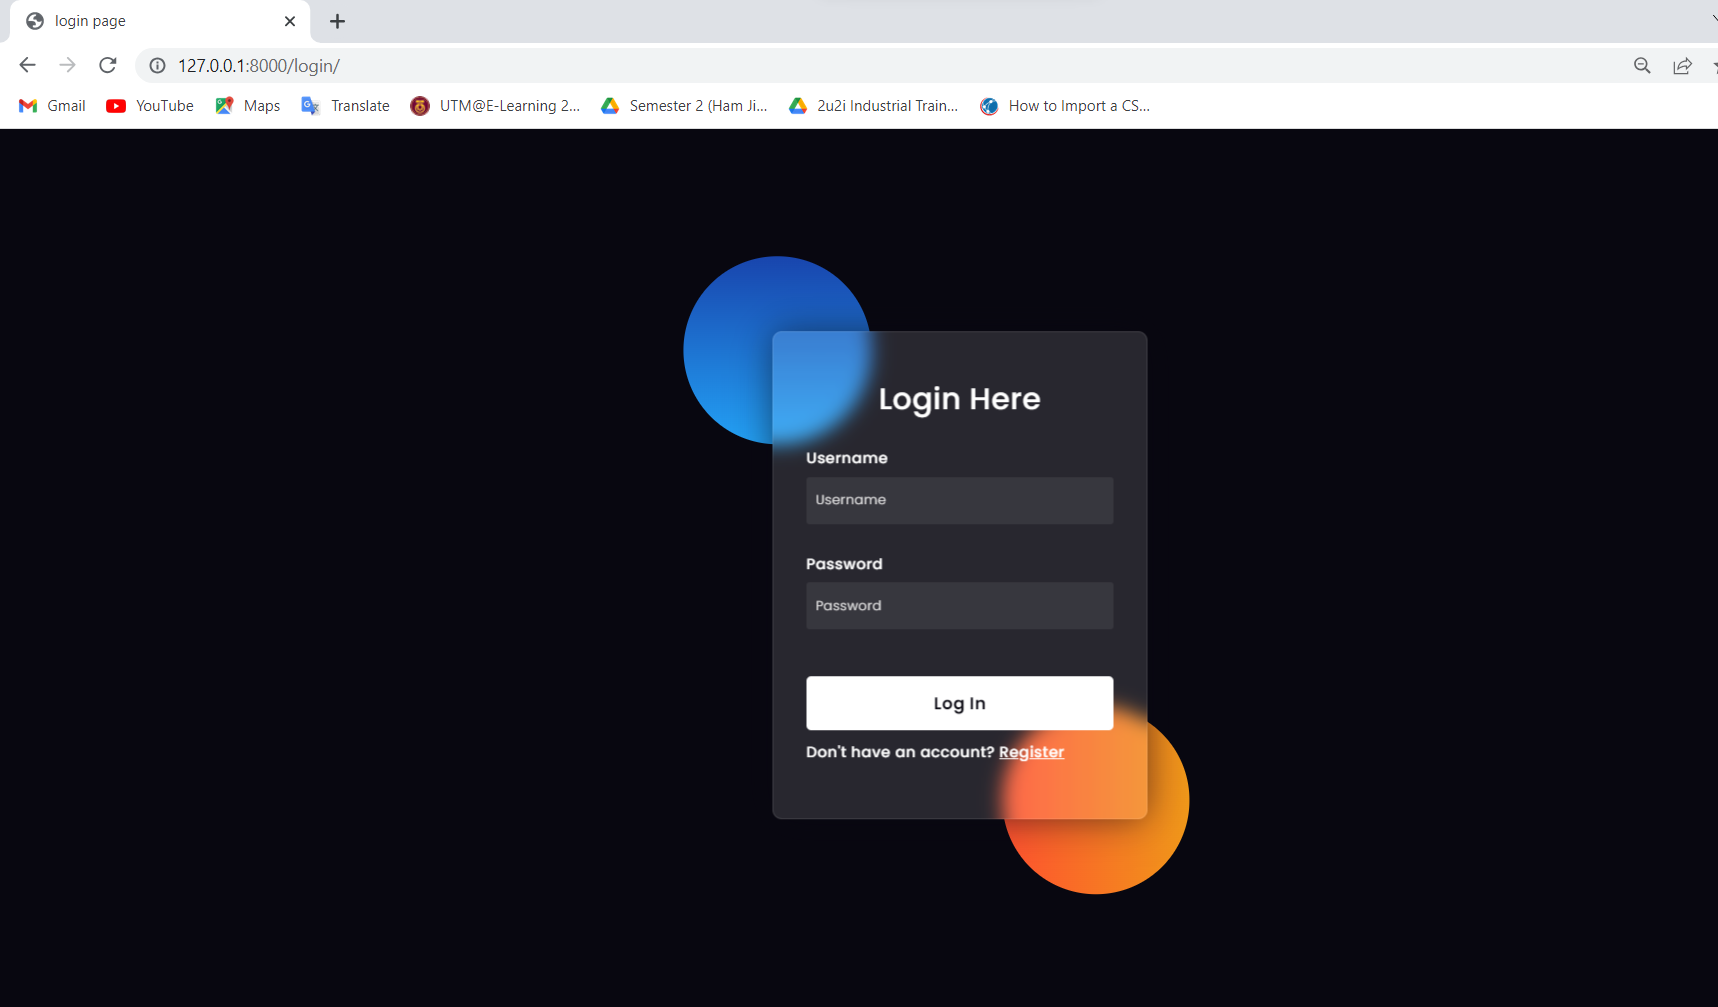 login page
127.0.0.1:8000/login/
Gmail YouTube Maps Translate UTM@E-Learning 2... Semester 2 (Ham Ji... 2u2i Industrial Train... How to Import a CS...
Login Here
Username
Username
Password
Password
Log In
Don't have an account? Register